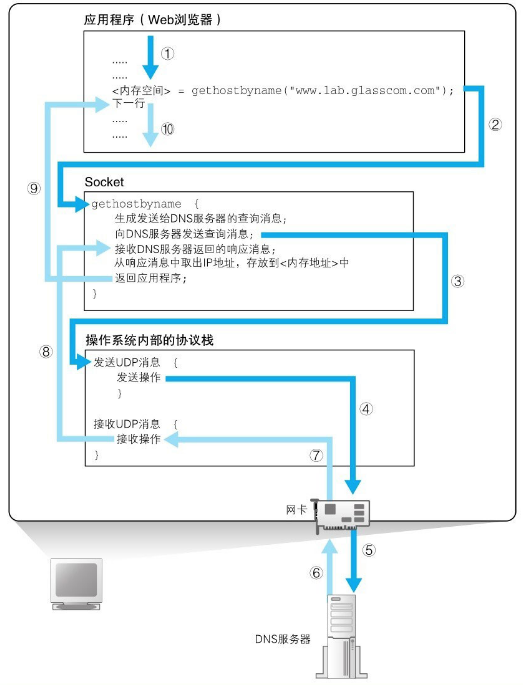 应用程序（Web浏览器）
①
.....
.....
<内存空间> = gethostbyname("www.lab.glasscom.com");
下一行
.....
.....
⑩
②
⑨
Socket
gethostbyname {
生成发送给DNS服务器的查询消息;
向DNS服务器发送查询消息;
接收DNS服务器返回的响应消息;
从响应消息中取出IP地址，存放到<内存地址>中
返回应用程序;
}
③
⑧
操作系统内部的协议栈
发送UDP消息 {
发送操作
}
④
接收UDP消息 {
接收操作
}
⑦
网卡
⑤
⑥
DNS服务器